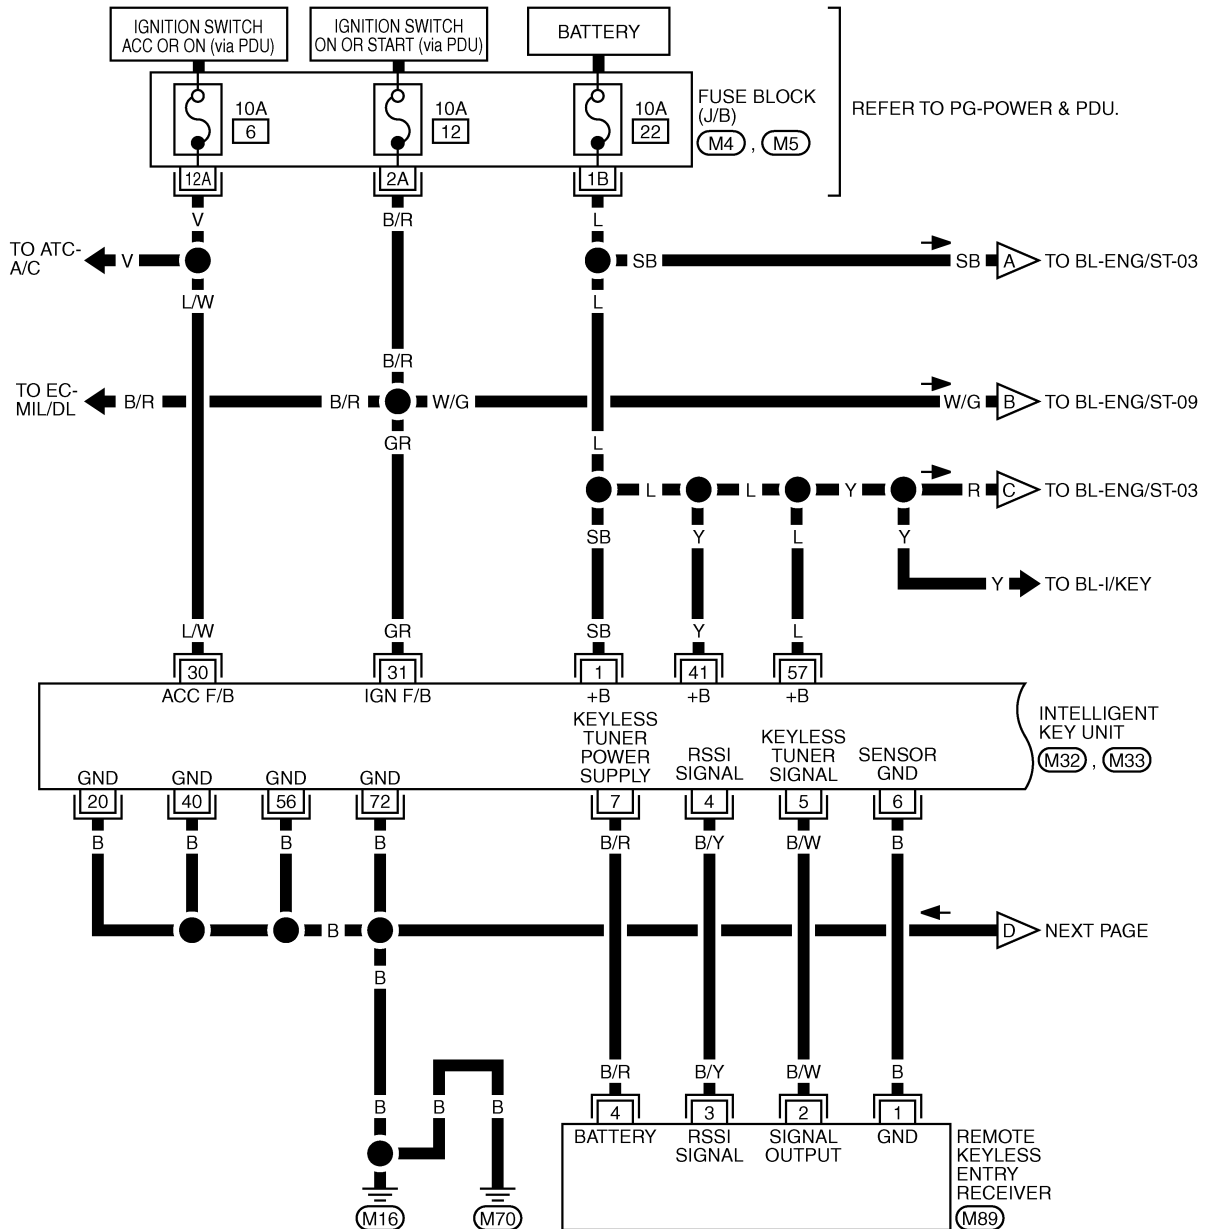 IGNITION SWITCH
ACC OR ON (via PDU)
IGNITION SWITCH
ON OR START (via PDU)
BATTERY
10A
6
10A
12
10A
22
FUSE BLOCK
(J/B)
M4 , M5
REFER TO PG-POWER & PDU.
12A
2A
1B
V
B/R
L
TO ATC-
A/C
V
SB
SB
A
TO BL-ENG/ST-03
L/W
L
B/R
TO EC-
MIL/DL
B/R
B/R
W/G
W/G
B
TO BL-ENG/ST-09
GR
L
L
L
Y
R
C
TO BL-ENG/ST-03
SB
Y
L
Y
Y
TO BL-I/KEY
L/W
GR
SB
Y
L
30
31
1
41
57
ACC F/B
IGN F/B
+B
+B
+B
INTELLIGENT
KEY UNIT
M32 , M33
KEYLESS
TUNER
POWER
SUPPLY
RSSI
SIGNAL
KEYLESS
TUNER
SIGNAL
SENSOR
GND
GND
GND
GND
GND
20
40
56
72
7
4
5
6
B
B
B
B
B/R
B/Y
B/W
B
B
D
NEXT PAGE
B
B/R
B/Y
B/W
B
B
B
B
4
3
2
1
BATTERY
RSSI
SIGNAL
SIGNAL
OUTPUT
GND
REMOTE
KEYLESS
ENTRY
RECEIVER
M89
M16
M70